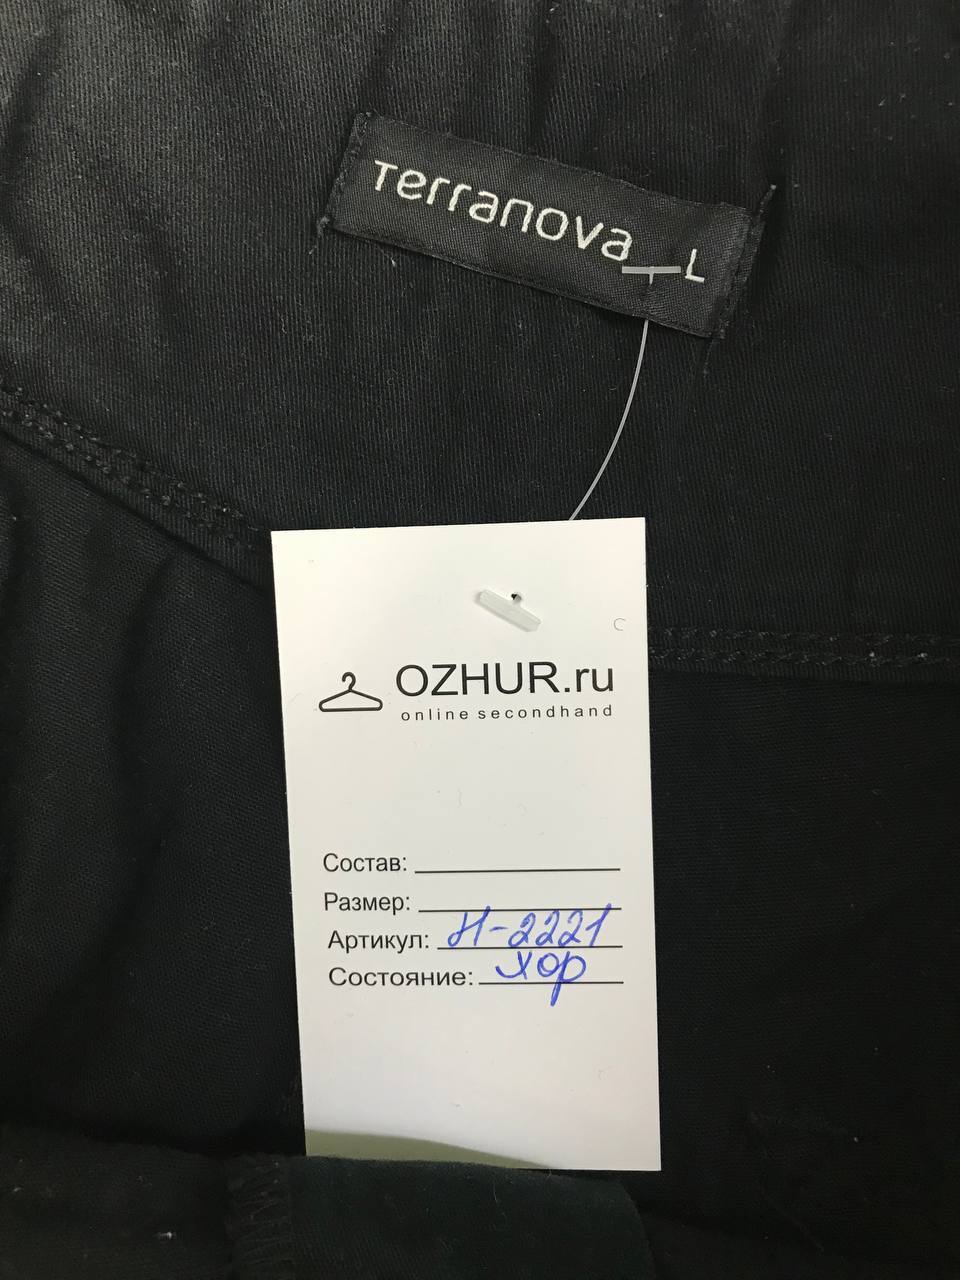 Terranova L
OZHUR.ru
online secondhand
Состав:
Размер:
Артикул: Н-2221
Состояние: хор